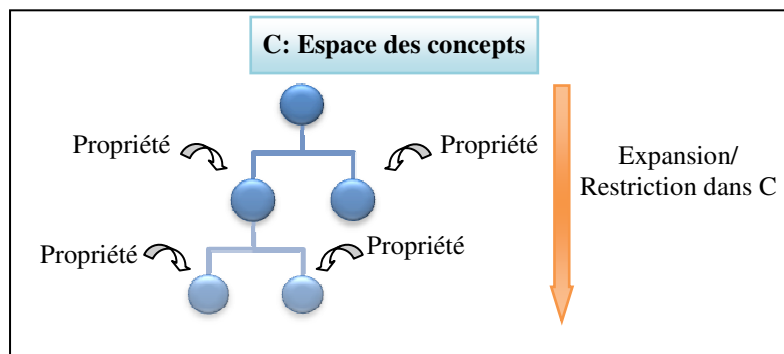 C: Espace des concepts
Propriété
Propriété
Expansion/
Restriction dans C
Propriété
Propriété